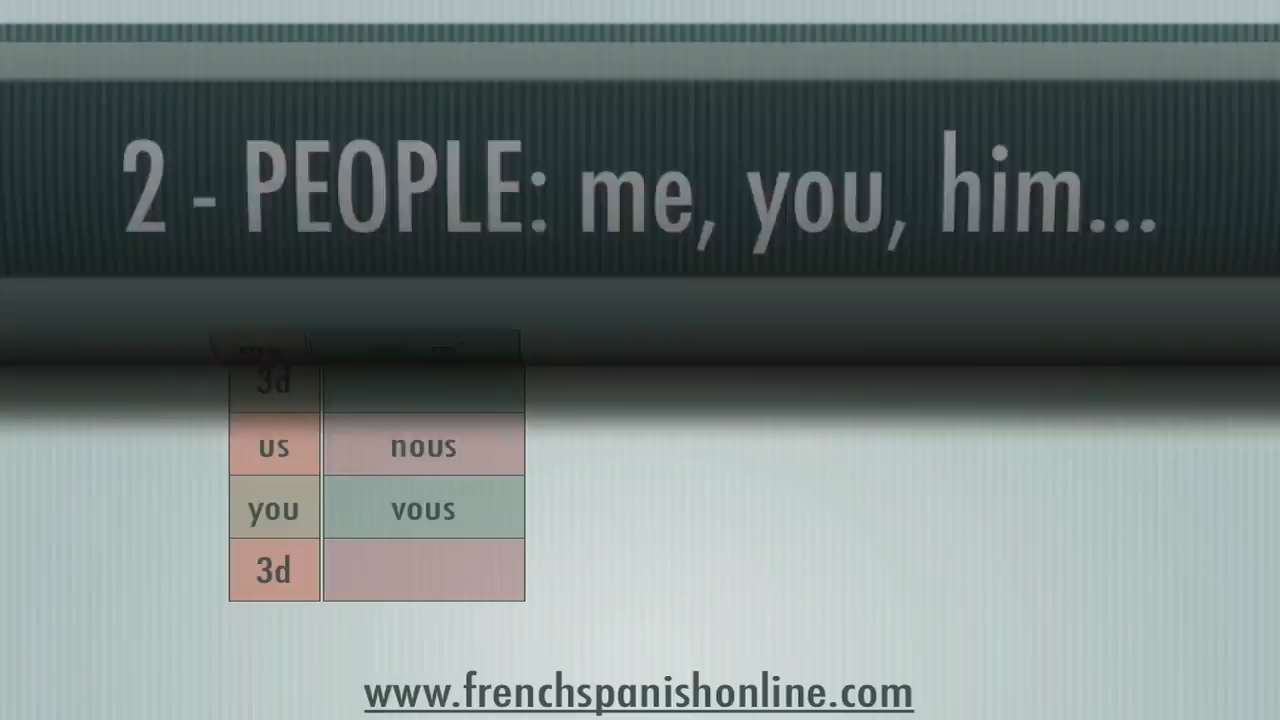 2 - PEOPLE: me, you, him...
3d
us nous
you vous
3d
www.frenchspanishonline.com